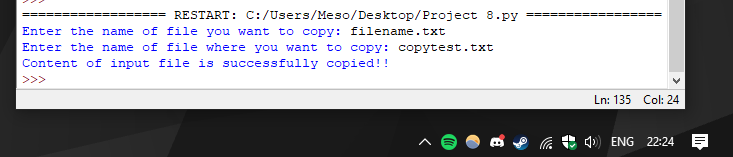 >>>
================== RESTART: C:/Users/Meso/Desktop/Project 8.py =================
Enter the name of file you want to copy: filename.txt
Enter the name of file where you want to copy: copytest.txt
Content of input file is successfully copied!!
>>>
Ln: 135 Col: 24
ENG 22:24